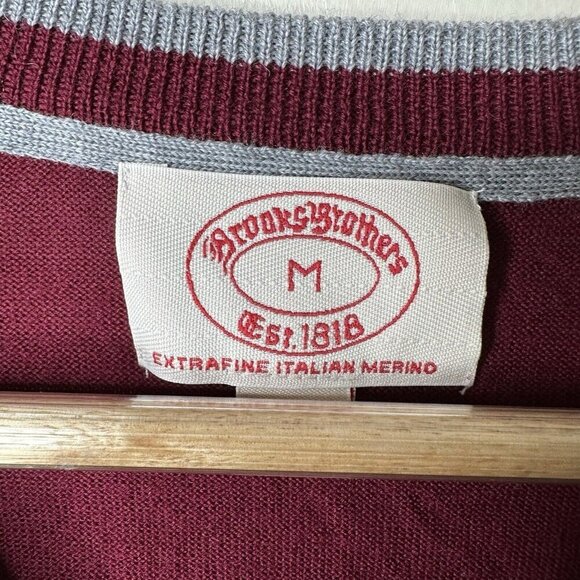 Brooks Brothers
M
Est. 1818
EXTRAFINE ITALIAN MERINO